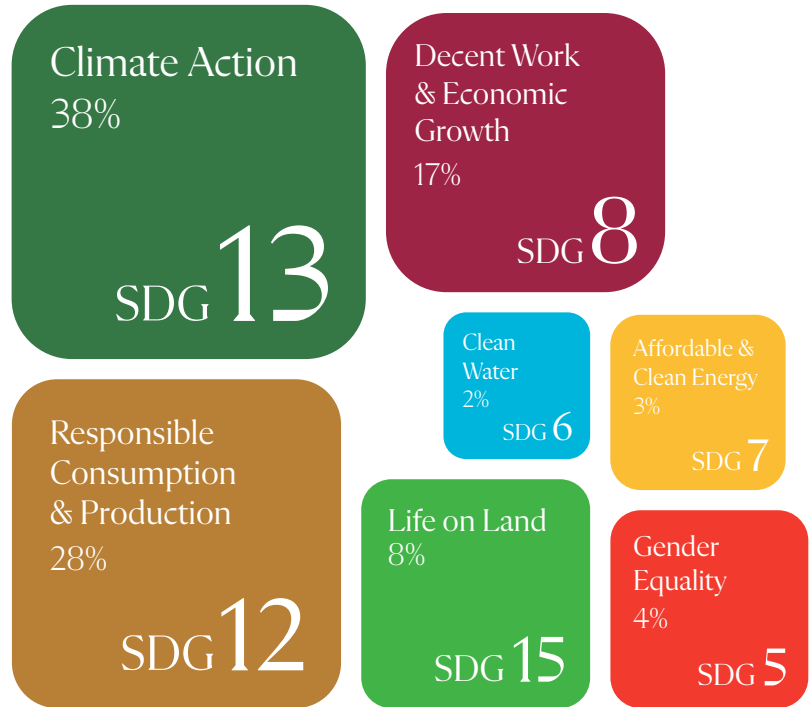 Climate Action
38%
SDG 13
Decent Work
& Economic
Growth
17%
SDG 8
Clean
Water
2%
SDG 6
Affordable &
Clean Energy
3%
SDG 7
Responsible
Consumption
& Production
28%
SDG 12
Life on Land
8%
SDG 15
Gender
Equality
4%
SDG 5